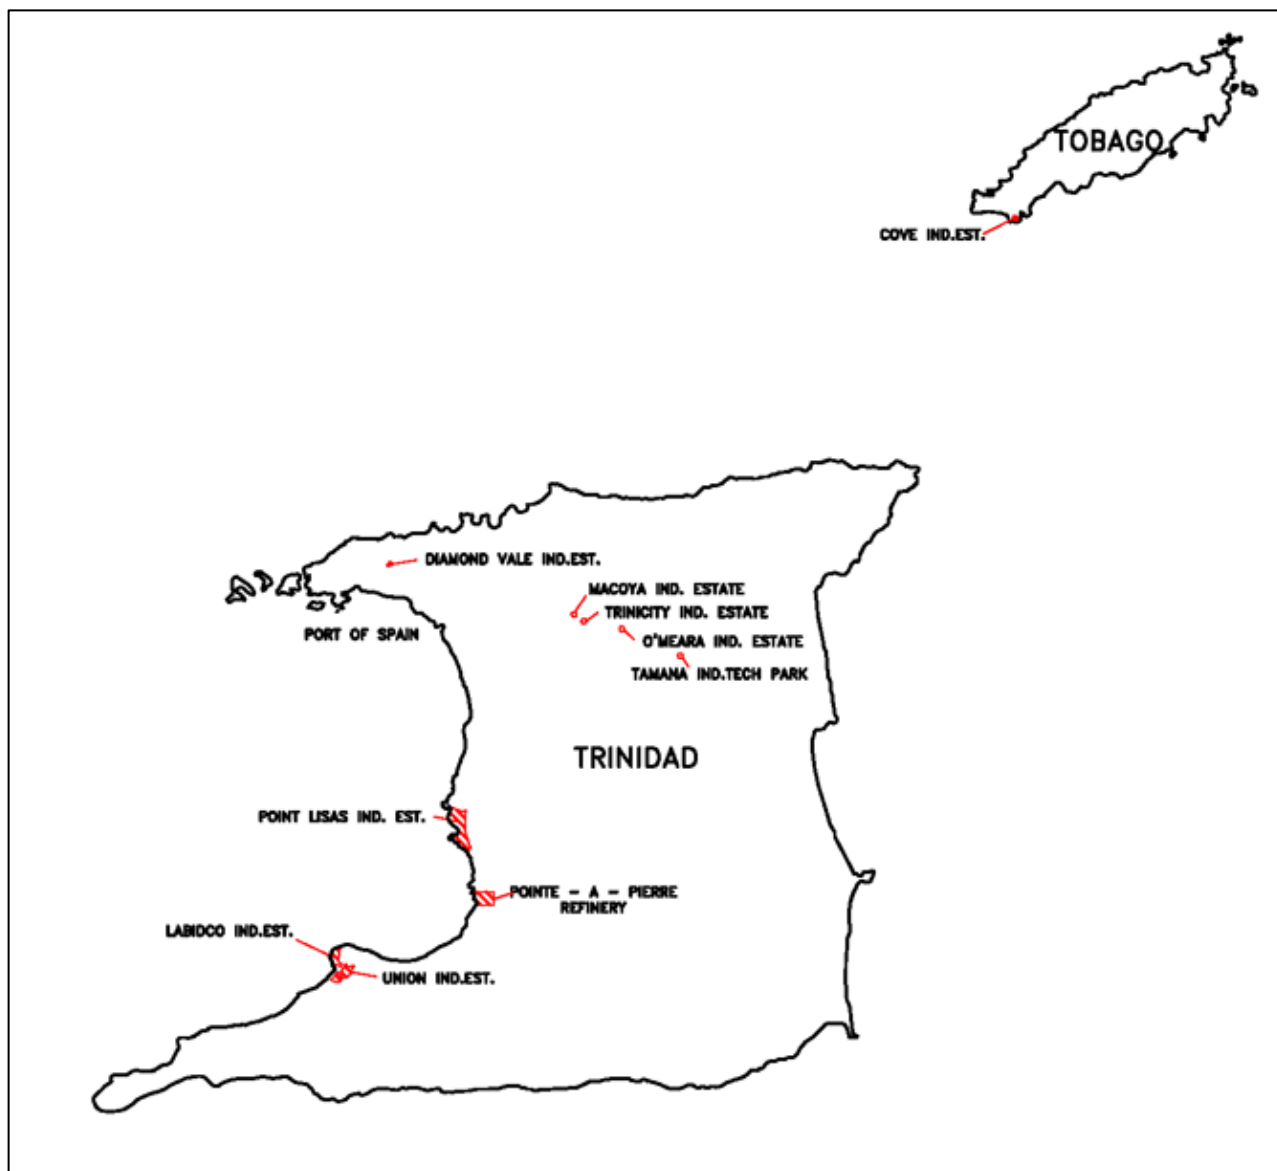 TOBAGO
COVE IND.EST.
DIAMOND VALE IND.EST.
MACOYA IND. ESTATE
TRINICITY IND. ESTATE
PORT OF SPAIN
O'MEARA IND. ESTATE
TAMANA IND.TECH PARK
TRINIDAD
POINT LISAS IND. EST.
POINTE - A - PIERRE
REFINERY
LABIDCO IND.EST.
UNION IND.EST.